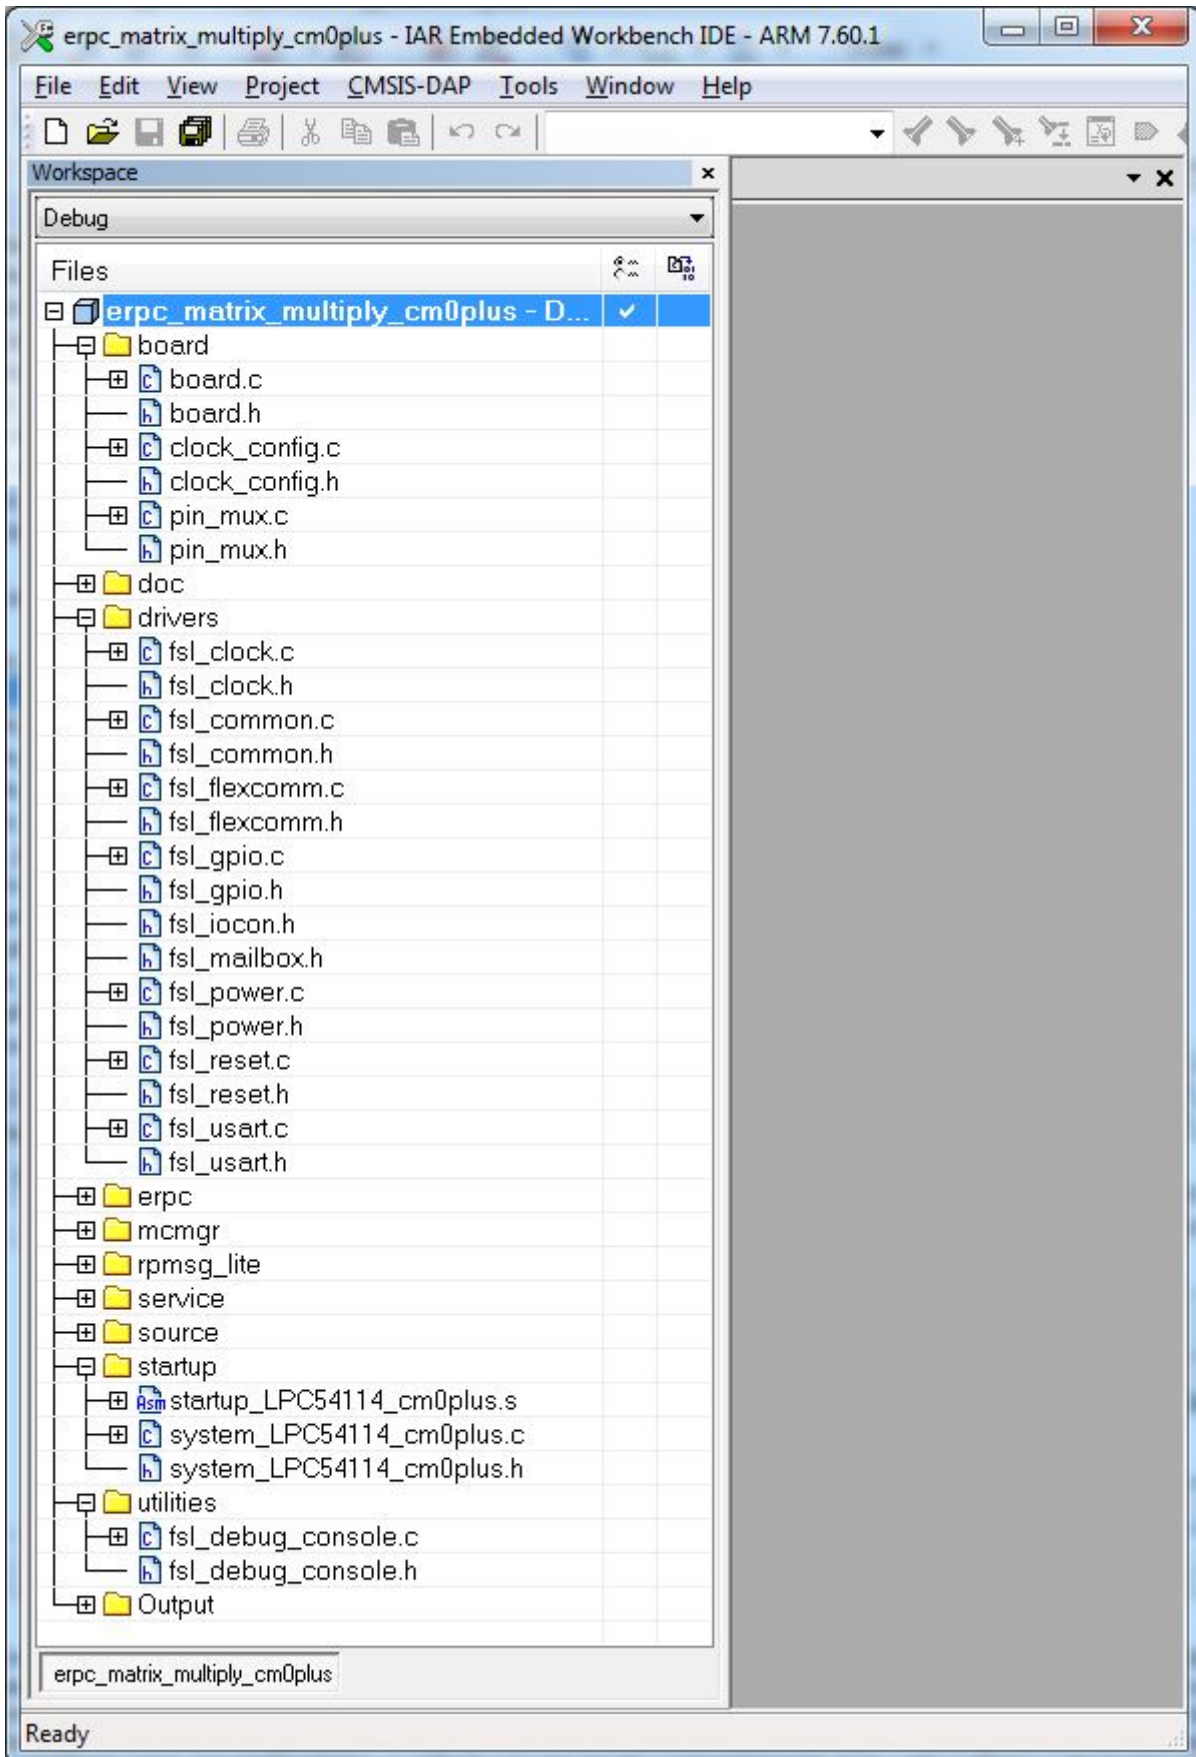 erpc_matrix_multiply_cm0plus - IAR Embedded Workbench IDE - ARM 7.60.1
File Edit View Project CMSIS-DAP Tools Window Help
Workspace
Debug
Files
erpc_matrix_multiply_cm0plus - D...
board
board.c
board.h
clock_config.c
clock_config.h
pin_mux.c
pin_mux.h
doc
drivers
fsl_clock.c
fsl_clock.h
fsl_common.c
fsl_common.h
fsl_flexcomm.c
fsl_flexcomm.h
fsl_gpio.c
fsl_gpio.h
fsl_iocon.h
fsl_mailbox.h
fsl_power.c
fsl_power.h
fsl_reset.c
fsl_reset.h
fsl_usart.c
fsl_usart.h
erpc
mcmgr
rpmsg_lite
service
source
startup
startup_LPC54114_cm0plus.s
system_LPC54114_cm0plus.c
system_LPC54114_cm0plus.h
utilities
fsl_debug_console.c
fsl_debug_console.h
Output
erpc_matrix_multiply_cm0plus
Ready